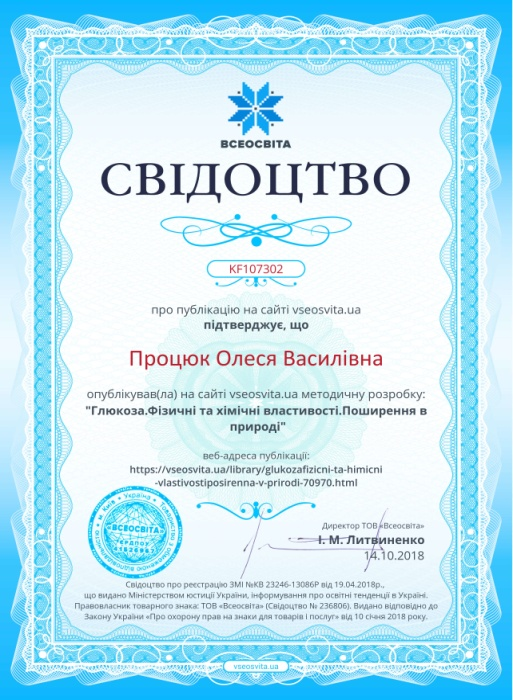 ВСЕОСВІТА
СВІДОЦТВО
KF107302
про публікацію на сайті vseosvita.ua
підтверджує, що
Процюк Олеся Василівна
опублікував(ла) на сайті vseosvita.ua методичну розробку:
"Глюкоза.Фізичні та хімічні властивості.Поширення в
природі"
веб-адреса публікації:
https://vseosvita.ua/library/glukozafizicni-ta-himicni
-vlastivostiposirenna-v-prirodi-70970.html
ВСЕОСВІТА
м. Київ • Україна
Директор ТОВ «Всеосвіта»
І. М. Литвиненко
14.10.2018
Свідоцтво про реєстрацію ЗМІ №КВ 23246-13086Р від 19.04.2018р.,
що видано Міністерством юстиції України, інформування про освітні тенденції в Україні.
Правовласник товарного знака: ТОВ «Всеосвіта» (Свідоцтво № 236806). Видано відповідно до
Закону України «Про охорону прав на знаки для товарів і послуг» від 10 січня 2018 року.
vseosvita.ua